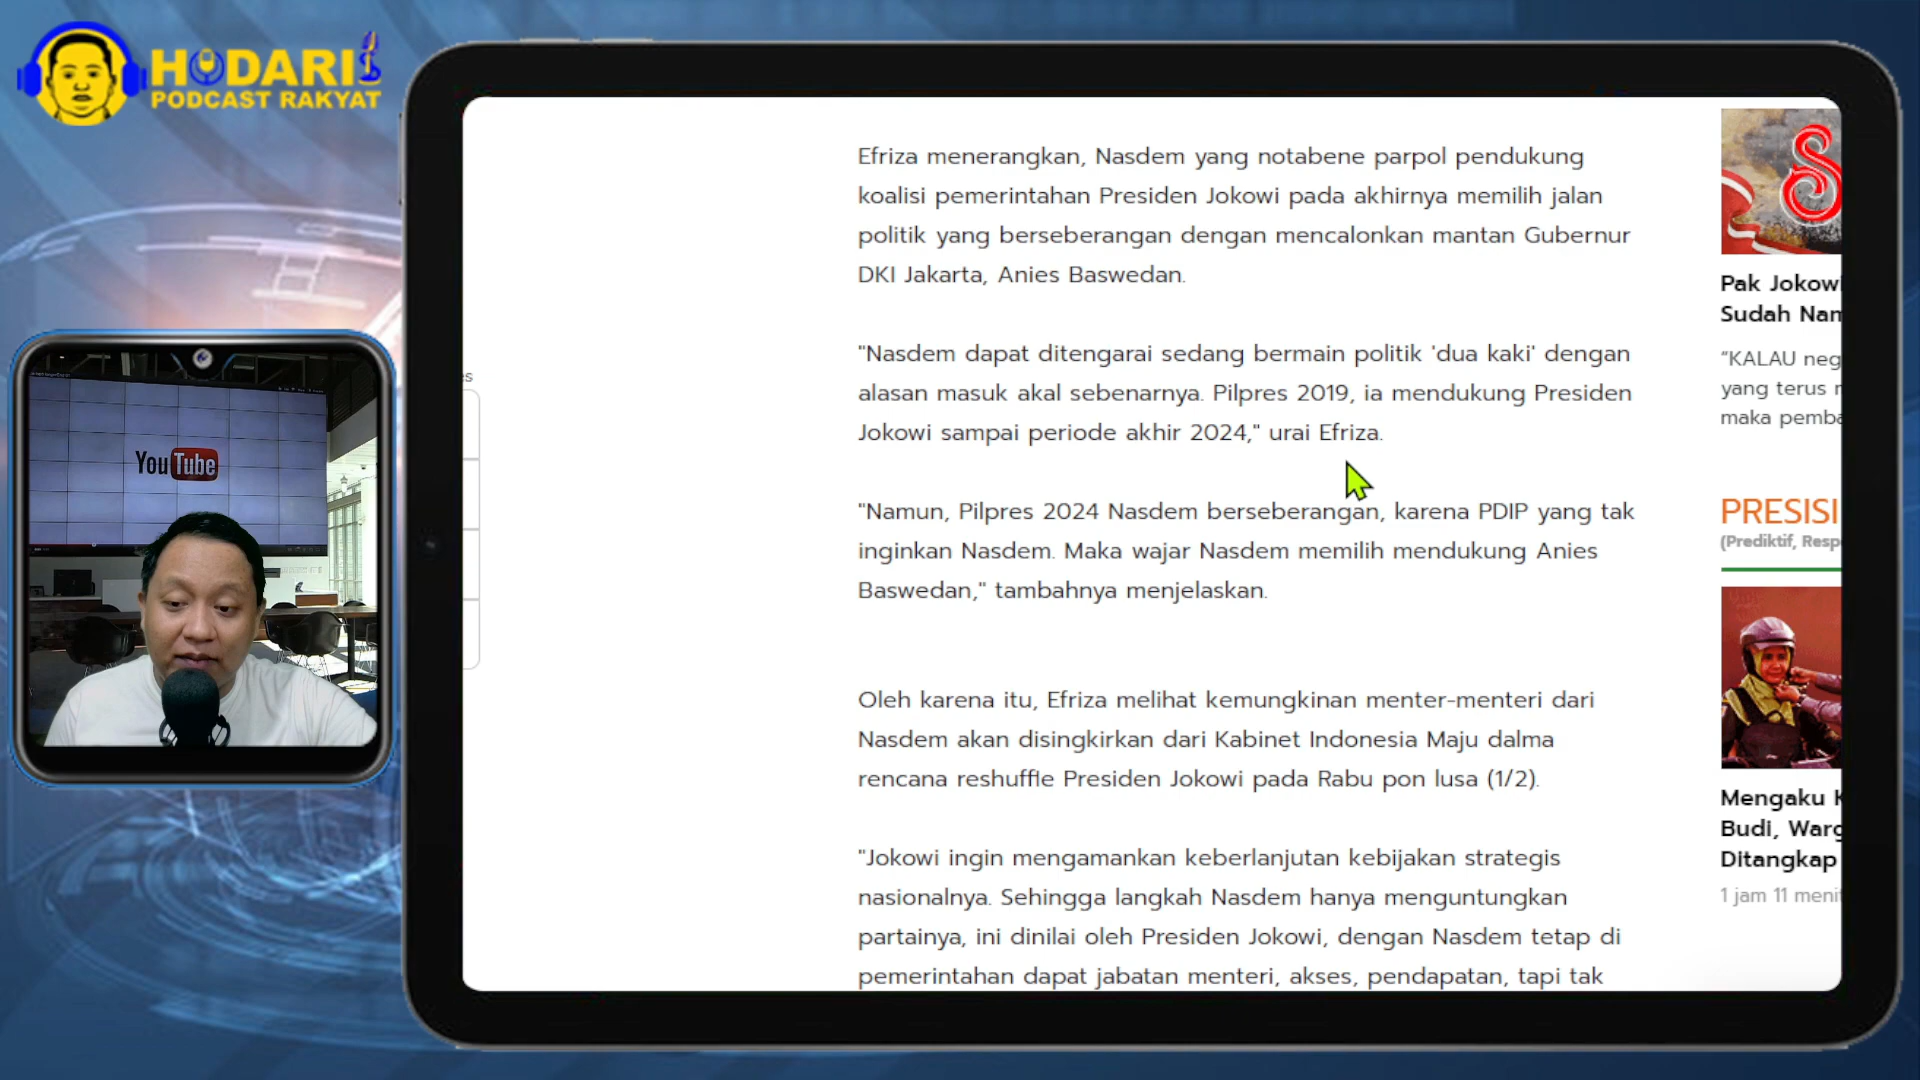 HODARI
PODCAST RAKYAT
YouTube
Efriza menerangkan, Nasdem yang notabene parpol pendukung
koalisi pemerintahan Presiden Jokowi pada akhirnya memilih jalan
politik yang berseberangan dengan mencalonkan mantan Gubernur
DKI Jakarta, Anies Baswedan.
"Nasdem dapat ditengarai sedang bermain politik 'dua kaki' dengan
alasan masuk akal sebenarnya. Pilpres 2019, ia mendukung Presiden
Jokowi sampai periode akhir 2024," urai Efriza.
"Namun, Pilpres 2024 Nasdem berseberangan, karena PDIP yang tak
inginkan Nasdem. Maka wajar Nasdem memilih mendukung Anies
Baswedan," tambahnya menjelaskan.
Oleh karena itu, Efriza melihat kemungkinan menter-menteri dari
Nasdem akan disingkirkan dari Kabinet Indonesia Maju dalma
rencana reshuffle Presiden Jokowi pada Rabu pon lusa (1/2).
"Jokowi ingin mengamankan keberlanjutan kebijakan strategis
nasionalnya. Sehingga langkah Nasdem hanya menguntungkan
partainya, ini dinilai oleh Presiden Jokowi, dengan Nasdem tetap di
pemerintahan dapat jabatan menteri, akses, pendapatan, tapi tak
Pak Jokowi
Sudah
"KALAU
yang terus
maka
PRESISI
(Prediktif,
Mengaku
Budi,
Ditangkap
1 jam 11